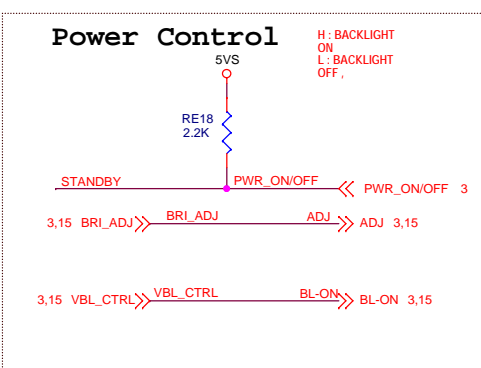 Power Control
H:BACKLIGHT
ON
L:BACKLIGHT
OFF,
5VS
RE18
2.2K
STANDBY
PWR_ON/OFF
PWR_ON/OFF 3
3,15 BRI_ADJ
BRI_ADJ
ADJ
ADJ 3,15
3,15 VBL_CTRL
VBL_CTRL
BL-ON
BL-ON 3,15